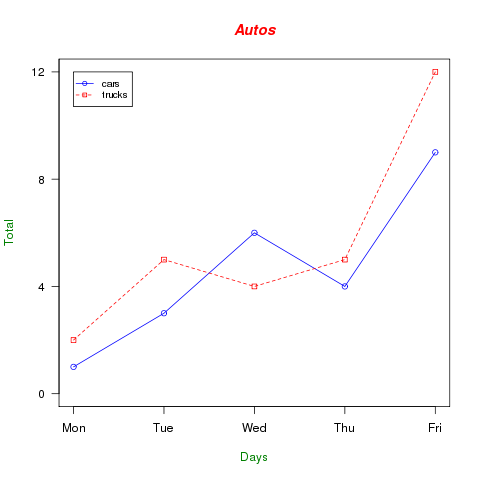 Autos
cars
trucks
12
8
4
0
Total
Mon Tue Wed Thu Fri
Days